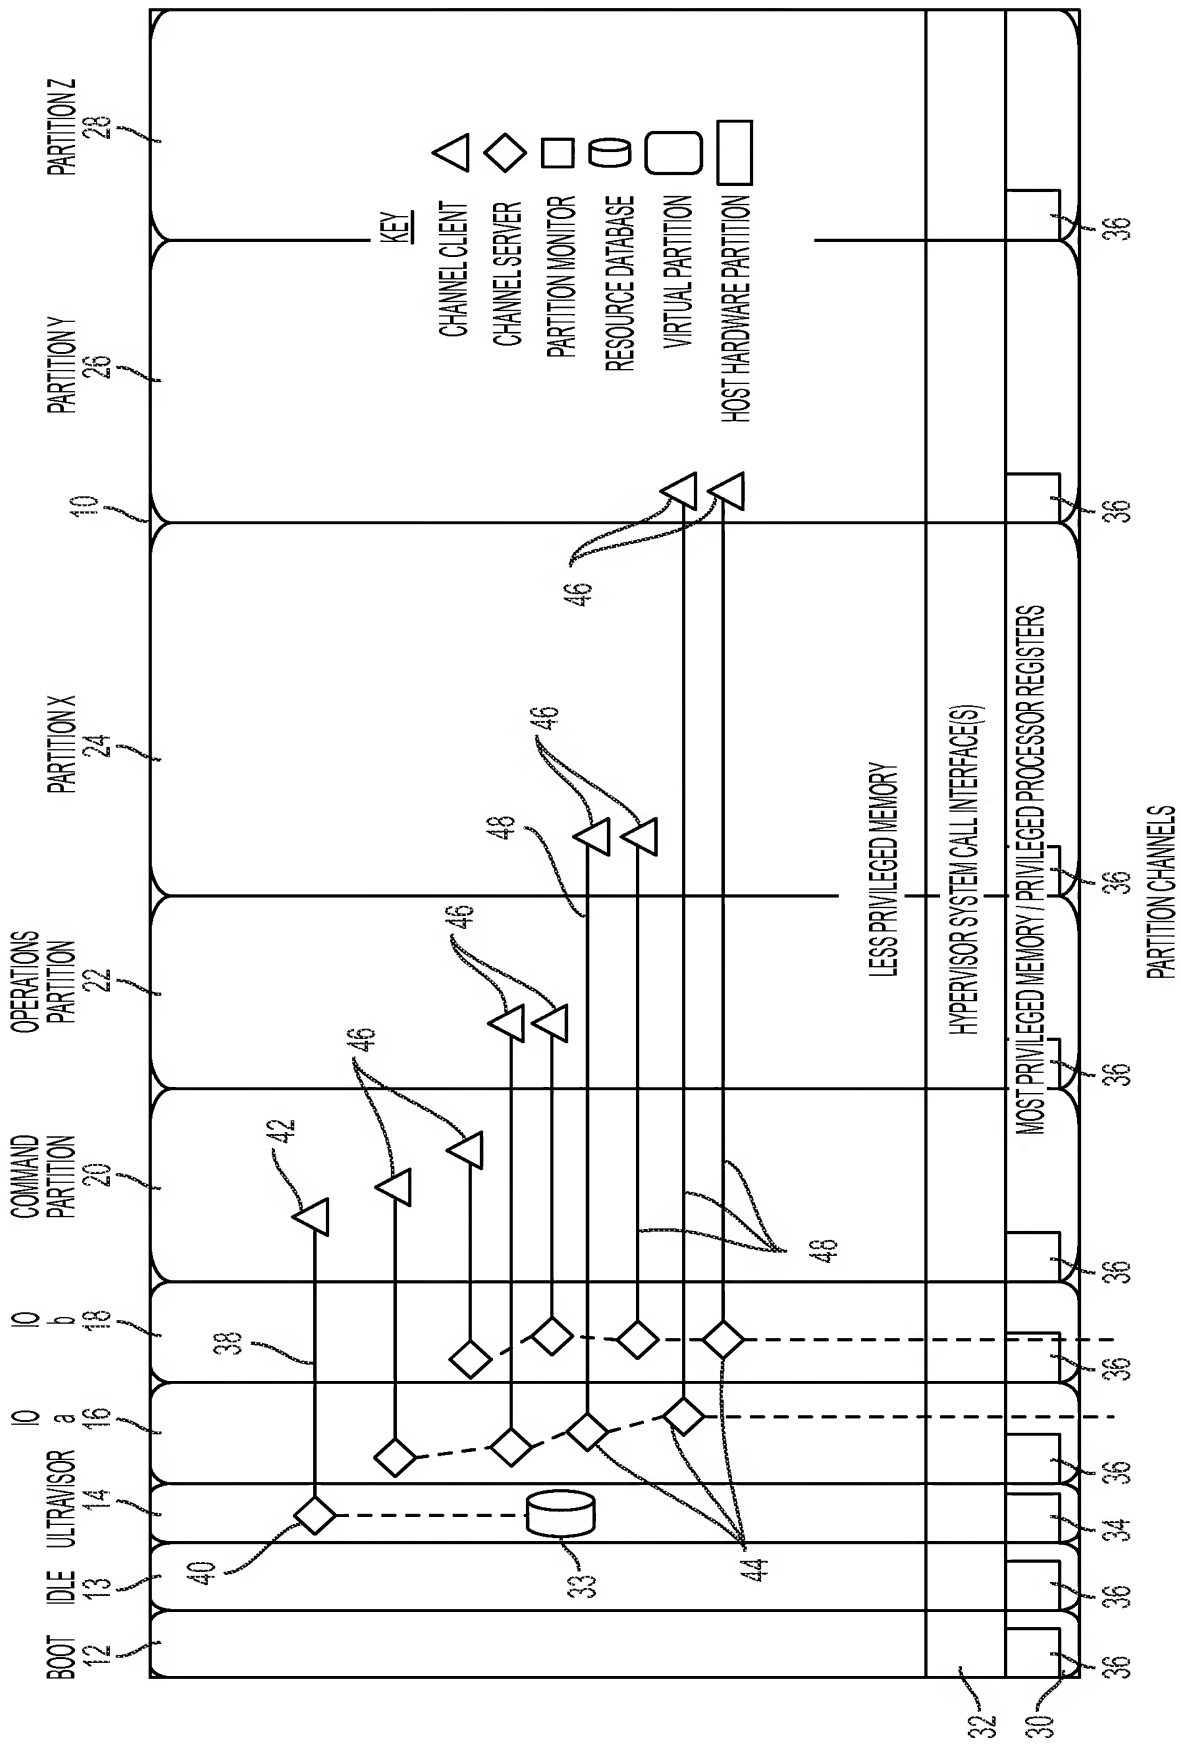 BOOT
12
IDLE
13
ULTRAVISOR
14
IO
a
16
IO
b
18
COMMAND
PARTITION
20
OPERATIONS
PARTITION
22
PARTITION X
24
10
PARTITION Y
26
PARTITION Z
28
42
38
40
46
46
48
46
46
33
44
48
KEY
CHANNEL CLIENT
CHANNEL SERVER
PARTITION MONITOR
RESOURCE DATABASE
VIRTUAL PARTITION
HOST HARDWARE PARTITION
LESS PRIVILEGED MEMORY
HYPERVISOR SYSTEM CALL INTERFACE(S)
MOST PRIVILEGED MEMORY / PRIVILEGED PROCESSOR REGISTERS
32
30
36
36
34
36
36
36
36
36
36
36
PARTITION CHANNELS